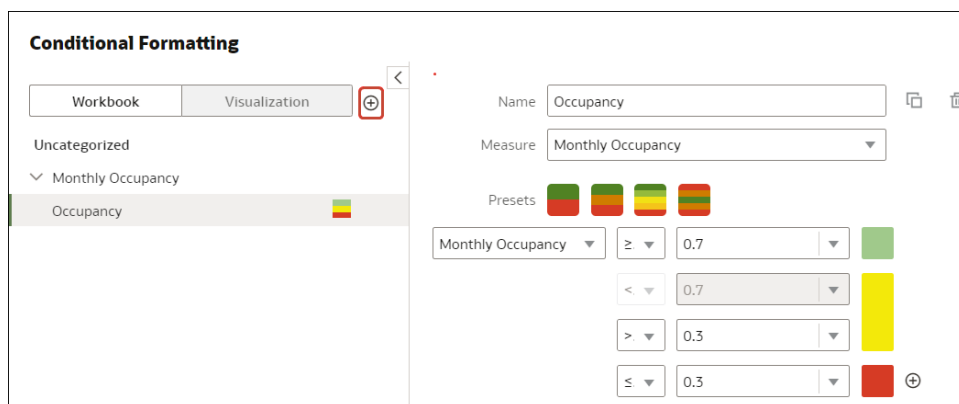 Conditional Formatting
Workbook
Visualization
Uncategorized
Monthly Occupancy
Occupancy
Name Occupancy
Measure Monthly Occupancy
Presets
Monthly Occupancy ≥. 0.7
<. 0.7
>. 0.3
≤. 0.3